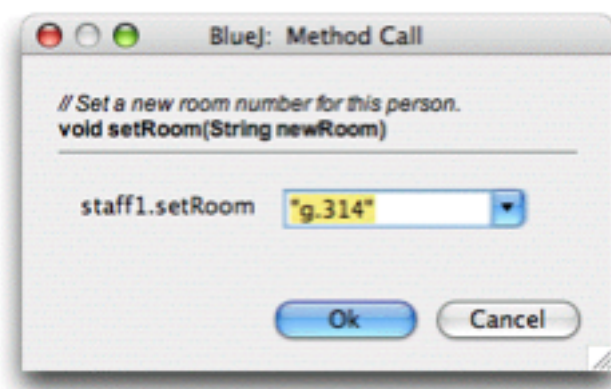 BlueJ: Method Call
// Set a new room number for this person.
void setRoom(String newRoom)
staff1.setRoom "g.314"
Ok Cancel